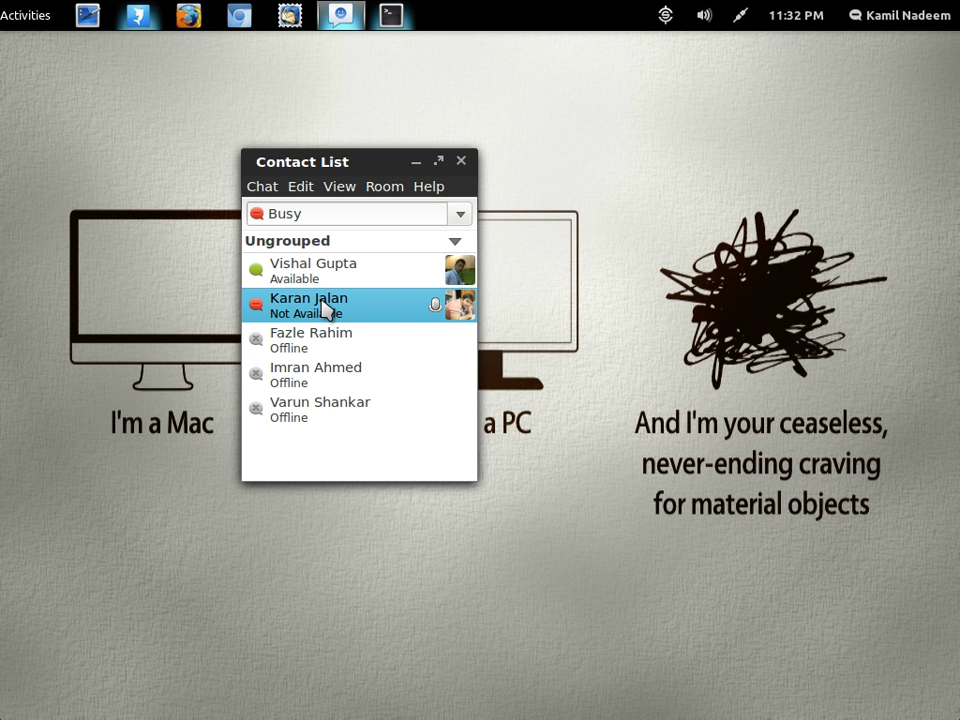 Activities
11:32 PM
Kamil Nadeem
Contact List
Chat Edit View Room Help
Busy
Ungrouped
Vishal Gupta
Available
Karan Jalan
Not Available
Fazle Rahim
Offline
Imran Ahmed
Offline
Varun Shankar
Offline
I'm a Mac
a PC
And I'm your ceaseless,
never-ending craving
for material objects